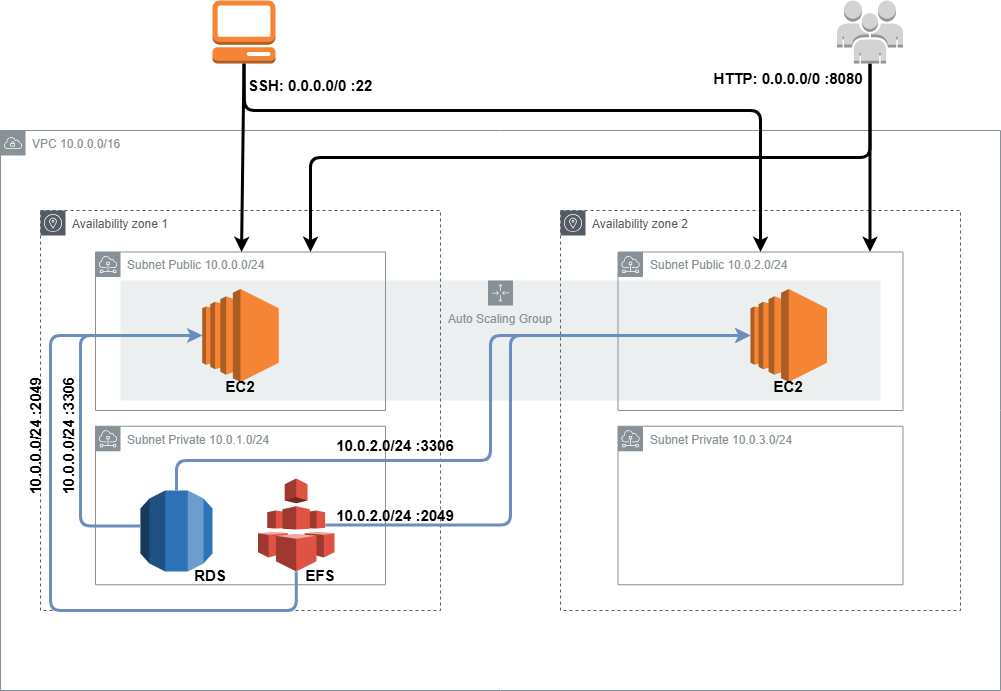 SSH: 0.0.0.0/0 :22
HTTP: 0.0.0.0/0 :8080
VPC 10.0.0.0/16
Availability zone 1
Availability zone 2
Subnet Public 10.0.0.0/24
Subnet Public 10.0.2.0/24
Auto Scaling Group
EC2
EC2
10.0.0.0/24 :2049
10.0.0.0/24 :3306
Subnet Private 10.0.1.0/24
Subnet Private 10.0.3.0/24
10.0.2.0/24 :3306
10.0.2.0/24 :2049
RDS
EFS